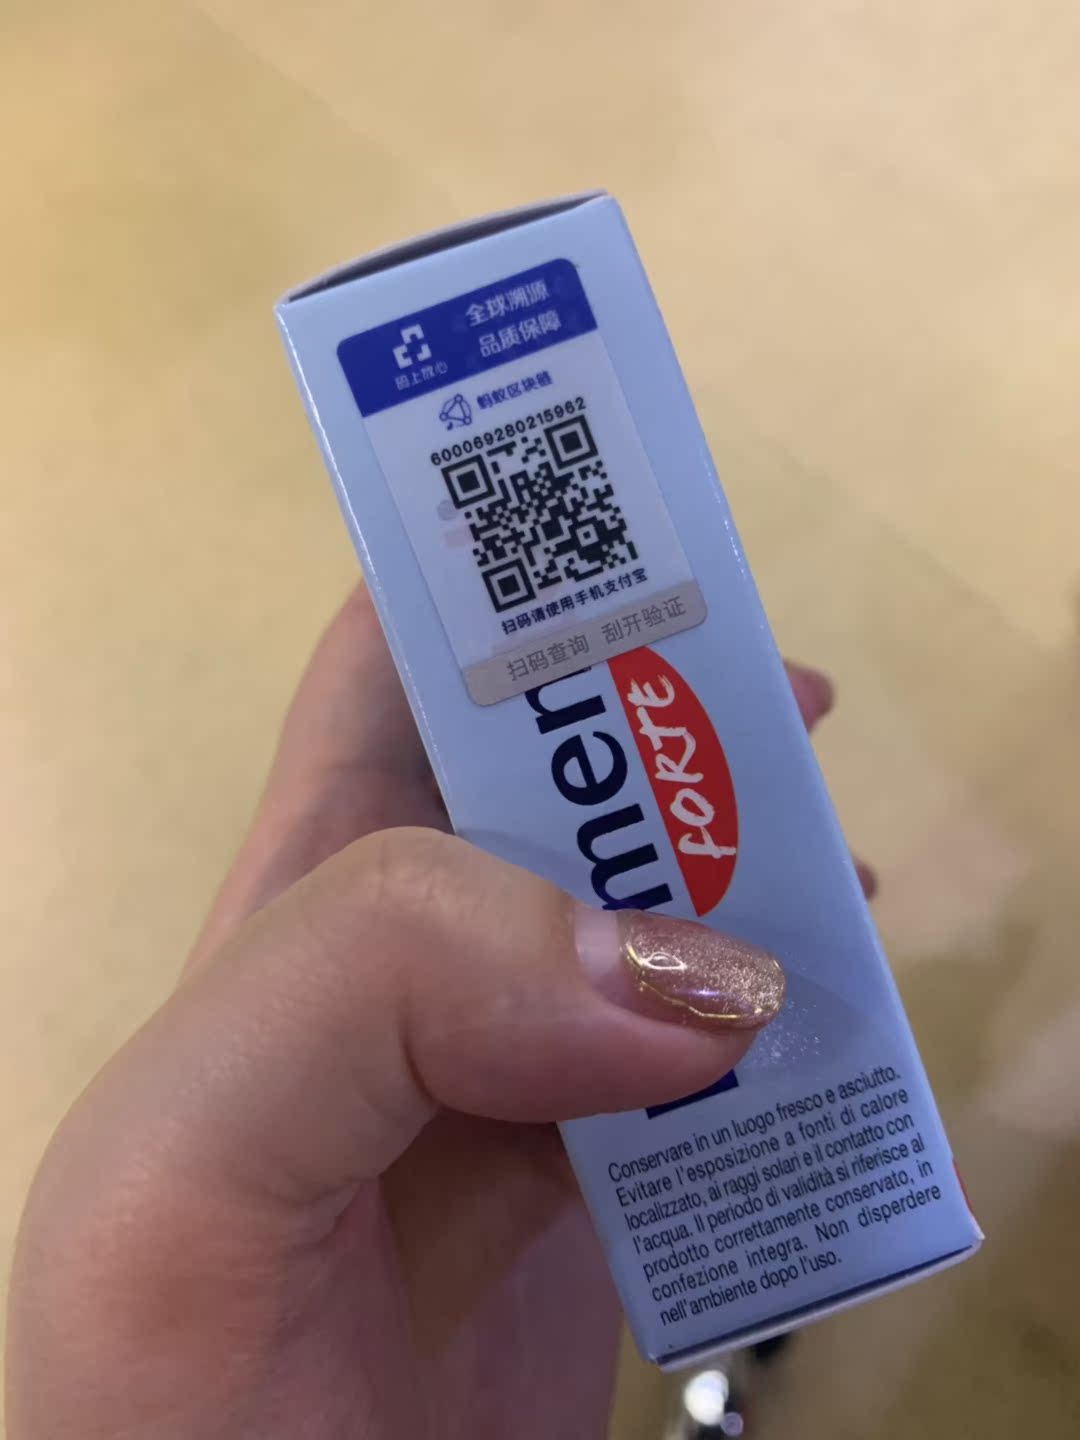 全球溯源
品质保障
码上放心
蚂蚁区块链
600069280215962
扫码请使用手机支付宝
扫码查询 刮开验证
men
FORTE
Conservare in un luogo fresco e asciutto.
Evitare l'esposizione a fonti di calore
localizzato, ai raggi solari e il contatto con
l'acqua. Il periodo di validità si riferisce al
prodotto correttamente conservato, in
confezione integra. Non disperdere
nell'ambiente dopo l'uso.